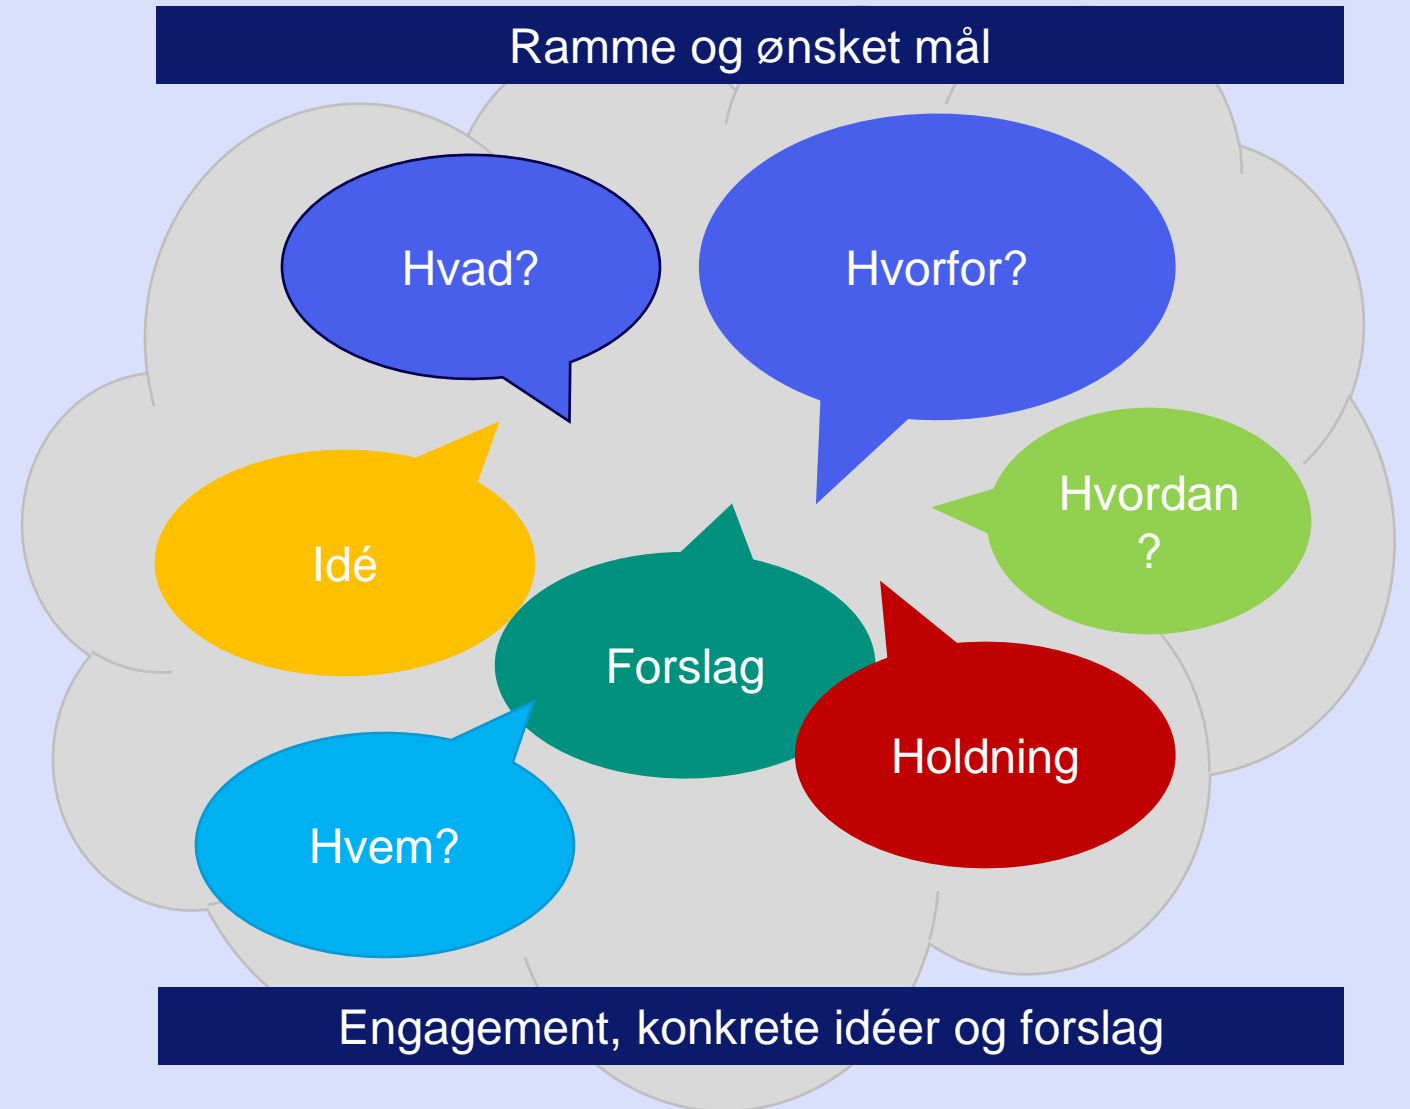 Ramme og ønsket mål
Hvad?
Hvorfor?
Hvordan
?
Idé
Forslag
Holdning
Hvem?
Engagement, konkrete idéer og forslag